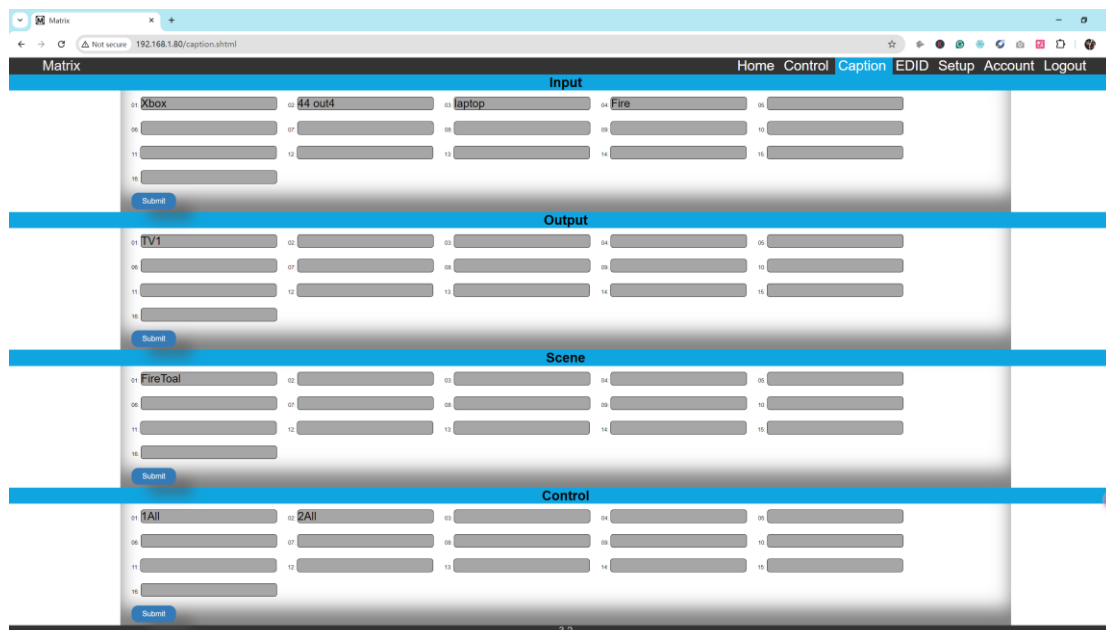 Matrix
Not secure 192.168.1.80/caption.shtml
Matrix Home Control Caption EDID Setup Account Logout
Input
01. Xbox 02. 44 out4 03. laptop 04. Fire 05.
06. 07. 08. 09. 10.
11. 12. 13. 14. 15.
16.
Submit
Output
01. TV1 02. 03. 04. 05.
06. 07. 08. 09. 10.
11. 12. 13. 14. 15.
16.
Submit
Scene
01. FireToal 02. 03. 04. 05.
06. 07. 08. 09. 10.
11. 12. 13. 14. 15.
16.
Submit
Control
01. 1All 02. 2All 03. 04. 05.
06. 07. 08. 09. 10.
11. 12. 13. 14. 15.
16.
Submit